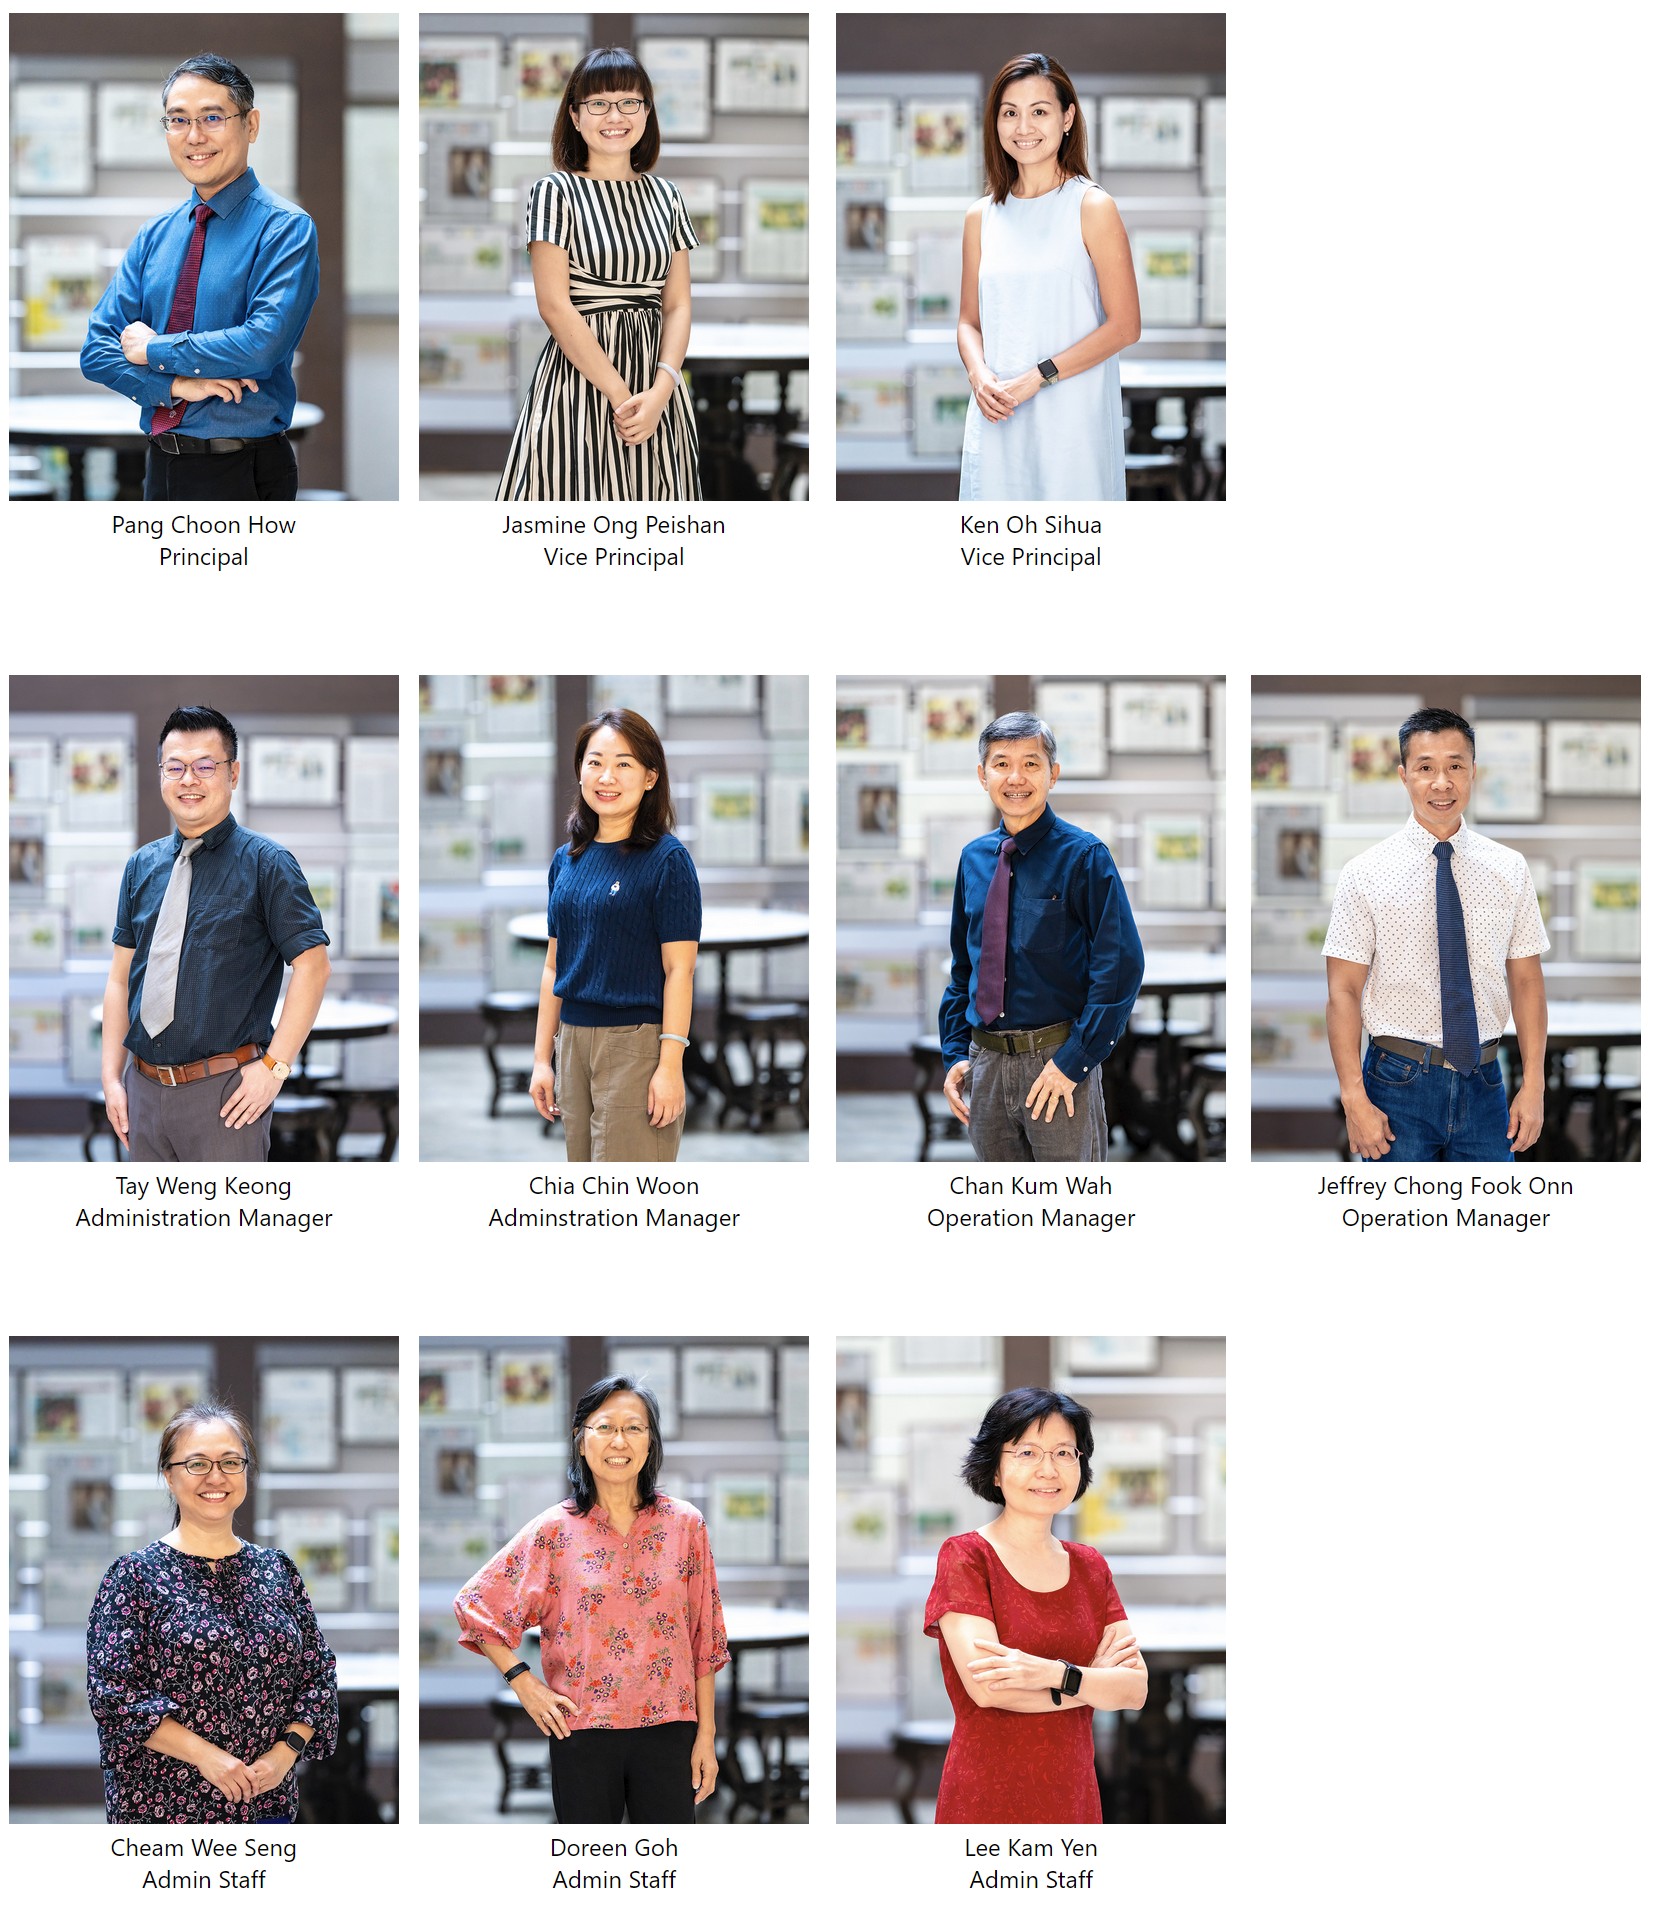 Pang Choon How
Principal
Jasmine Ong Peishan
Vice Principal
Ken Oh Sihua
Vice Principal
Tay Weng Keong
Administration Manager
Chia Chin Woon
Adminstration Manager
Chan Kum Wah
Operation Manager
Jeffrey Chong Fook Onn
Operation Manager
Cheam Wee Seng
Admin Staff
Doreen Goh
Admin Staff
Lee Kam Yen
Admin Staff